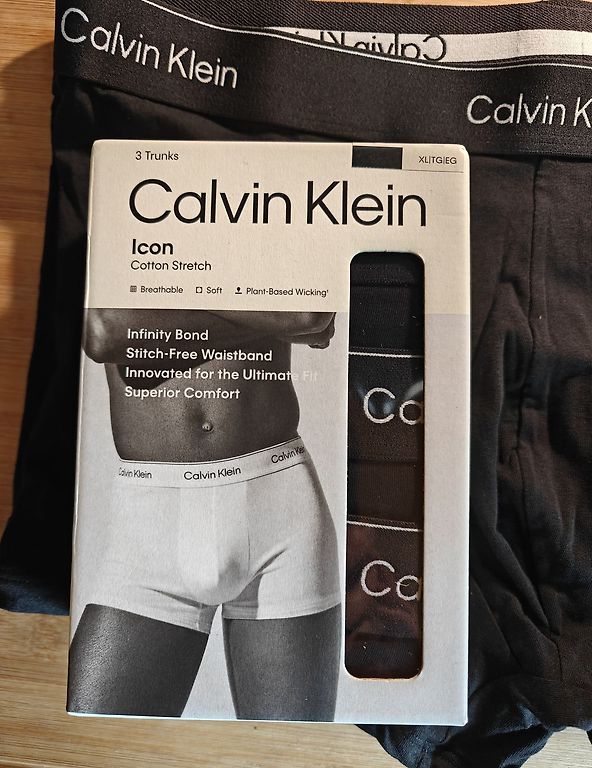 Calvin Klein
Calvin Klein
Calvin K
3 Trunks
XL|TG|EG
Calvin Klein
Icon
Cotton Stretch
Breathable Soft Plant-Based Wicking†
Infinity Bond
Stitch-Free Waistband
Innovated for the Ultimate Fit
Superior Comfort
Ca
Calvin Klein Calvin Klein Calvin Klein
Ca